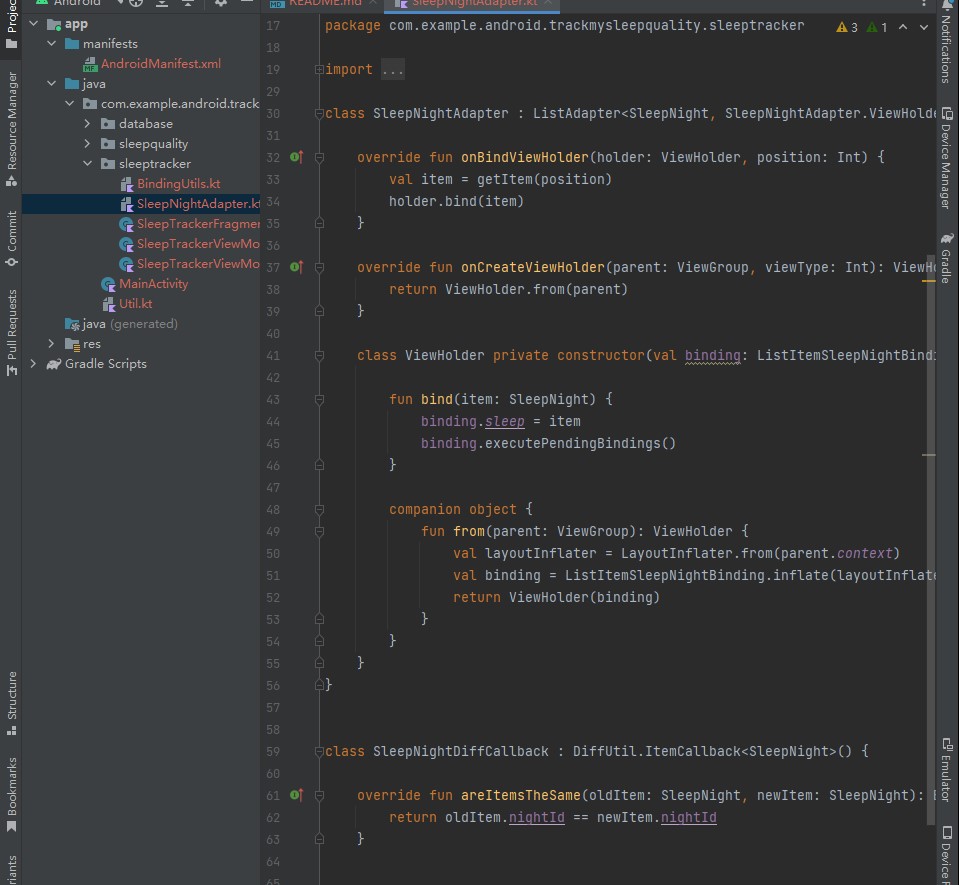 Project
Resource Manager
Commit
Pull Requests
Structure
Bookmarks
Android
app
manifests
AndroidManifest.xml
java
com.example.android.track
database
sleepquality
sleeptracker
BindingUtils.kt
SleepNightAdapter.kt
SleepTrackerFragmen
SleepTrackerViewMo
SleepTrackerViewMo
MainActivity
Util.kt
java (generated)
res
Gradle Scripts
README.md
SleepNightAdapter.kt
3 1
17 package com.example.android.trackmysleepquality.sleeptracker
18
19 import ...
29
30 class SleepNightAdapter : ListAdapter<SleepNight, SleepNightAdapter.ViewHolde
31
32 override fun onBindViewHolder(holder: ViewHolder, position: Int) {
33 val item = getItem(position)
34 holder.bind(item)
35 }
36
37 override fun onCreateViewHolder(parent: ViewGroup, viewType: Int): ViewHo
38 return ViewHolder.from(parent)
39 }
40
41 class ViewHolder private constructor(val binding: ListItemSleepNightBindi
42
43 fun bind(item: SleepNight) {
44 binding.sleep = item
45 binding.executePendingBindings()
46 }
47
48 companion object {
49 fun from(parent: ViewGroup): ViewHolder {
50 val layoutInflater = LayoutInflater.from(parent.context)
51 val binding = ListItemSleepNightBinding.inflate(layoutInflate
52 return ViewHolder(binding)
53 }
54 }
55 }
56 }
57
58
59 class SleepNightDiffCallback : DiffUtil.ItemCallback<SleepNight>() {
60
61 override fun areItemsTheSame(oldItem: SleepNight, newItem: SleepNight):
62 return oldItem.nightId == newItem.nightId
63 }
64
65
Notifications
Device Manager
Gradle
Emulator